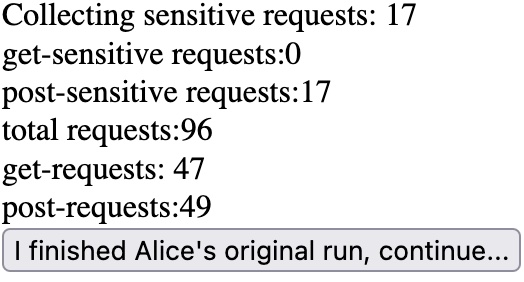 Collecting sensitive requests: 17
get-sensitive requests:0
post-sensitive requests:17
total requests:96
get-requests: 47
post-requests:49
I finished Alice's original run, continue...